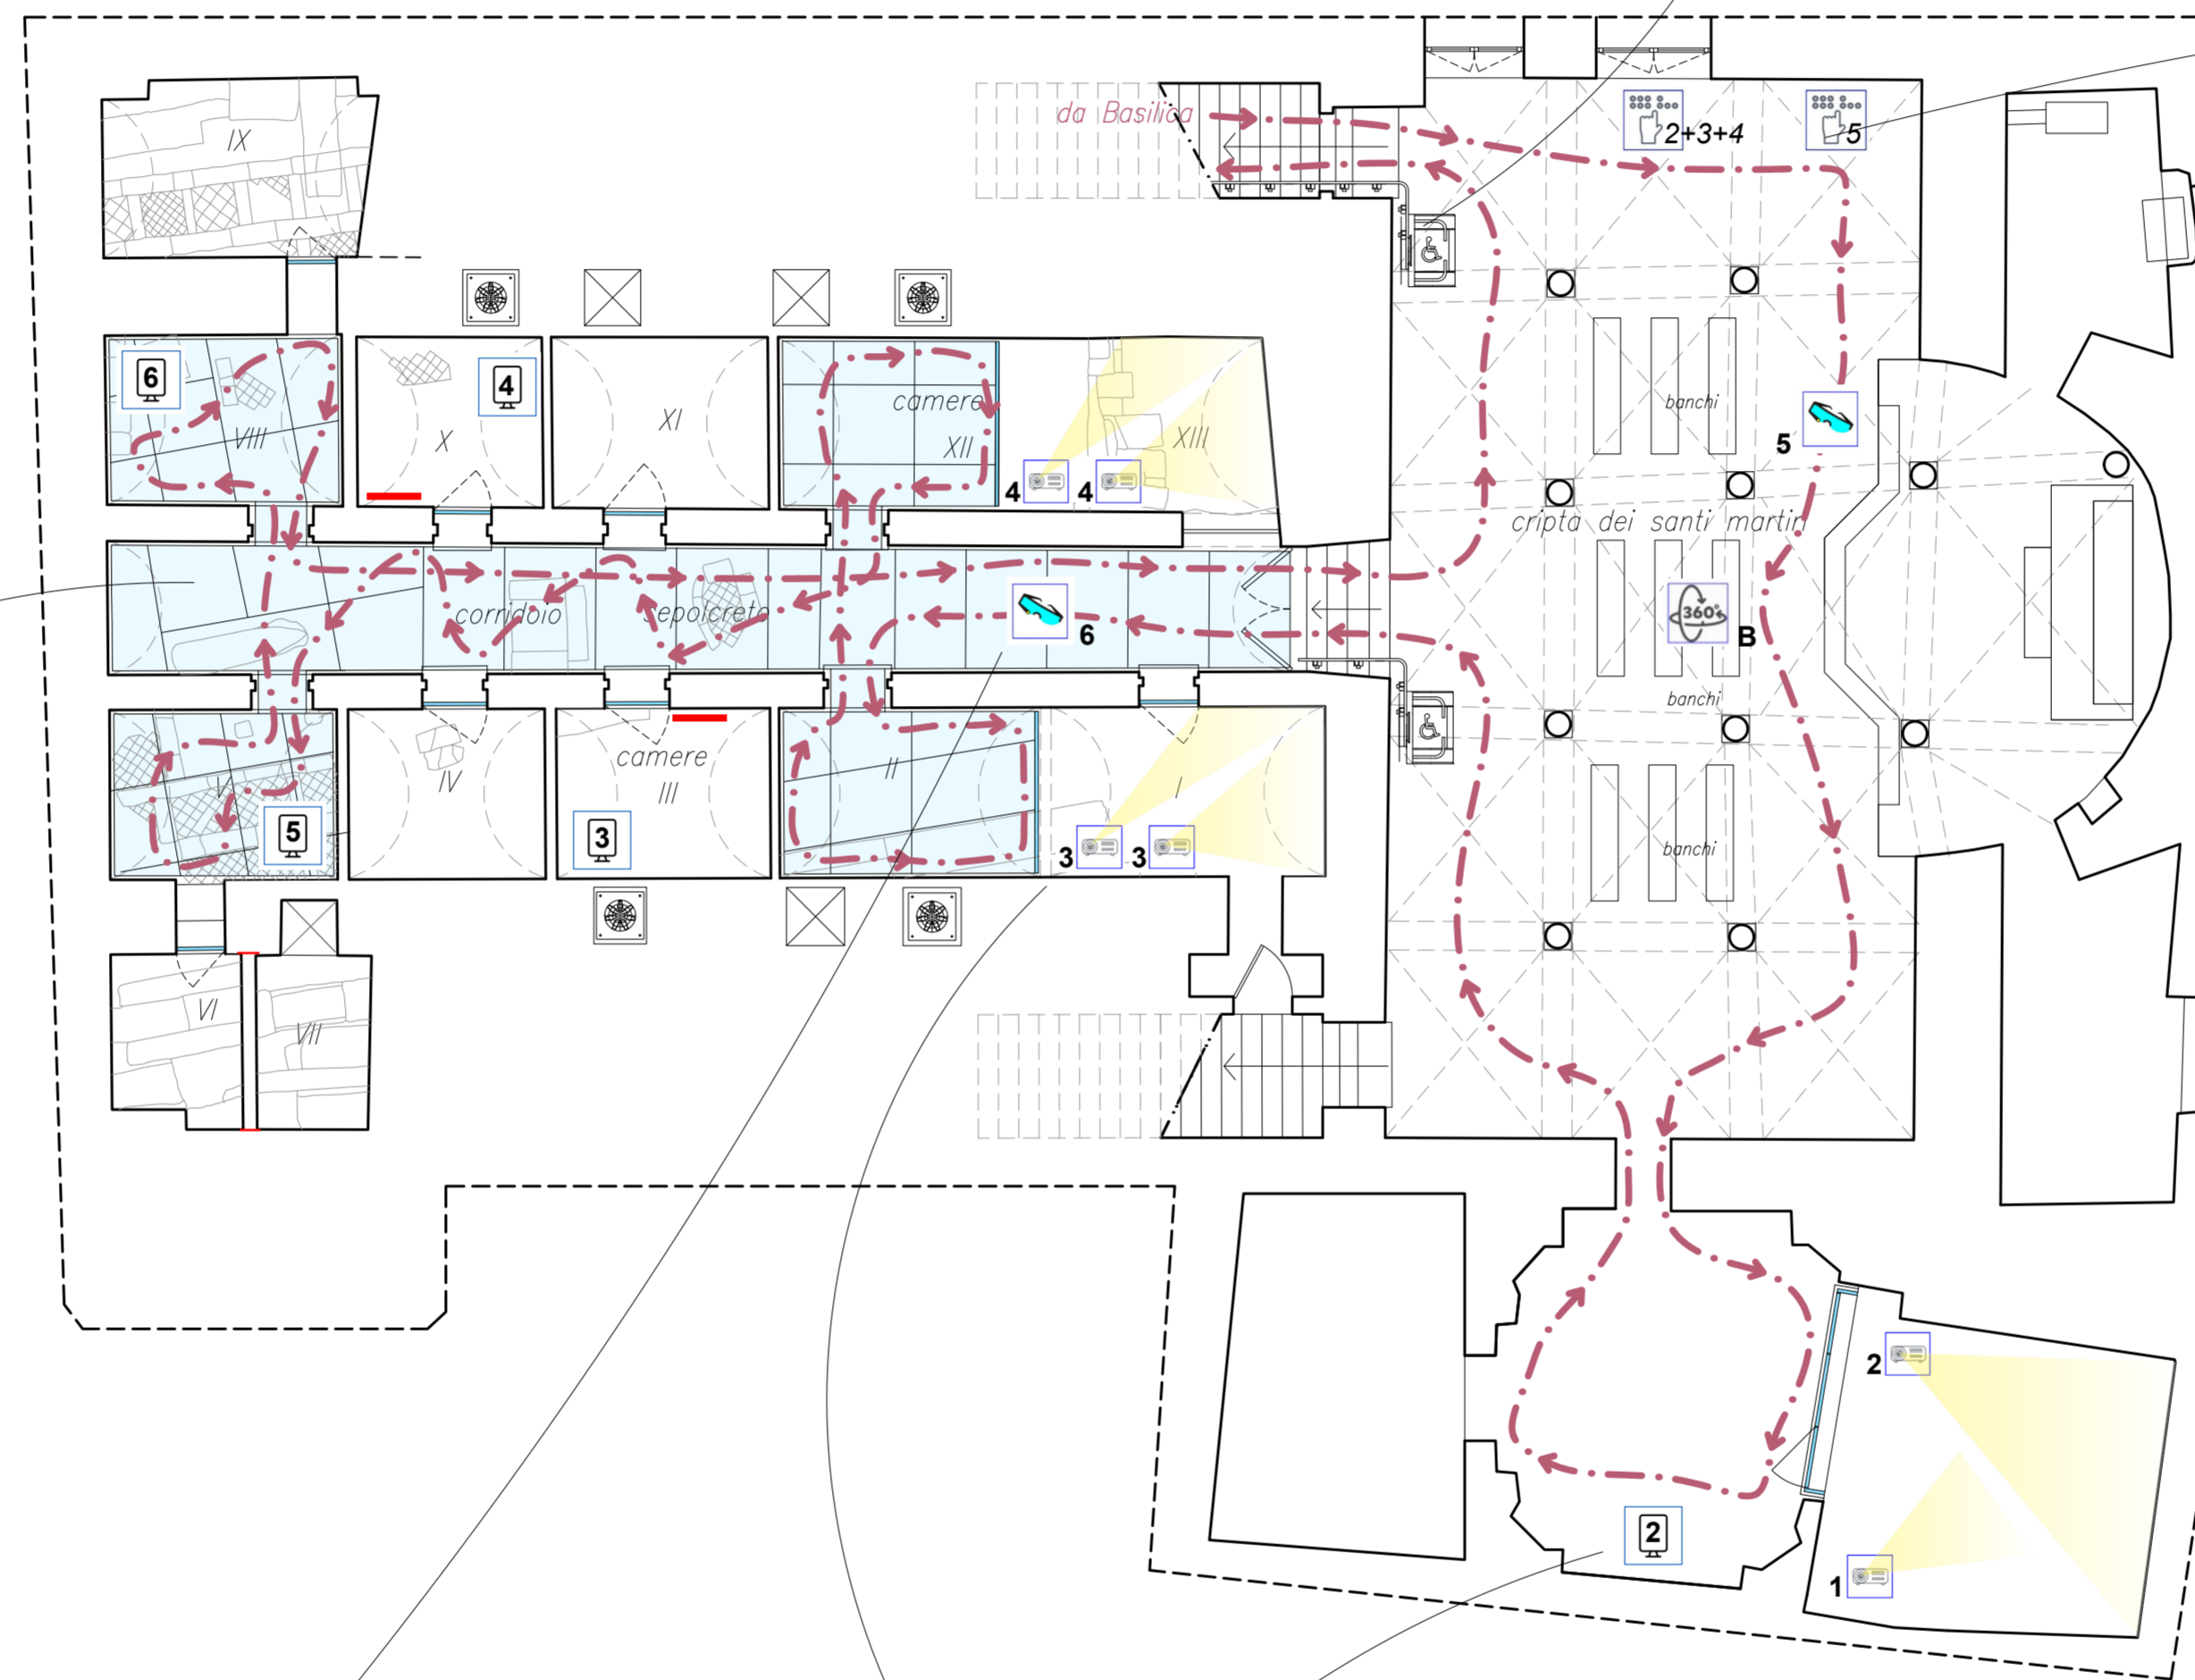 da Basilica
2+3+4
5
IX
6
VIII
4
X
XI
camere
XII
XIII
4
4
banchi
5
cripta dei santi martiri
corridoio
sepolcreto
6
360°
B
banchi
V
5
IV
camere
III
3
II
I
3
3
banchi
VI
VII
2
2
1